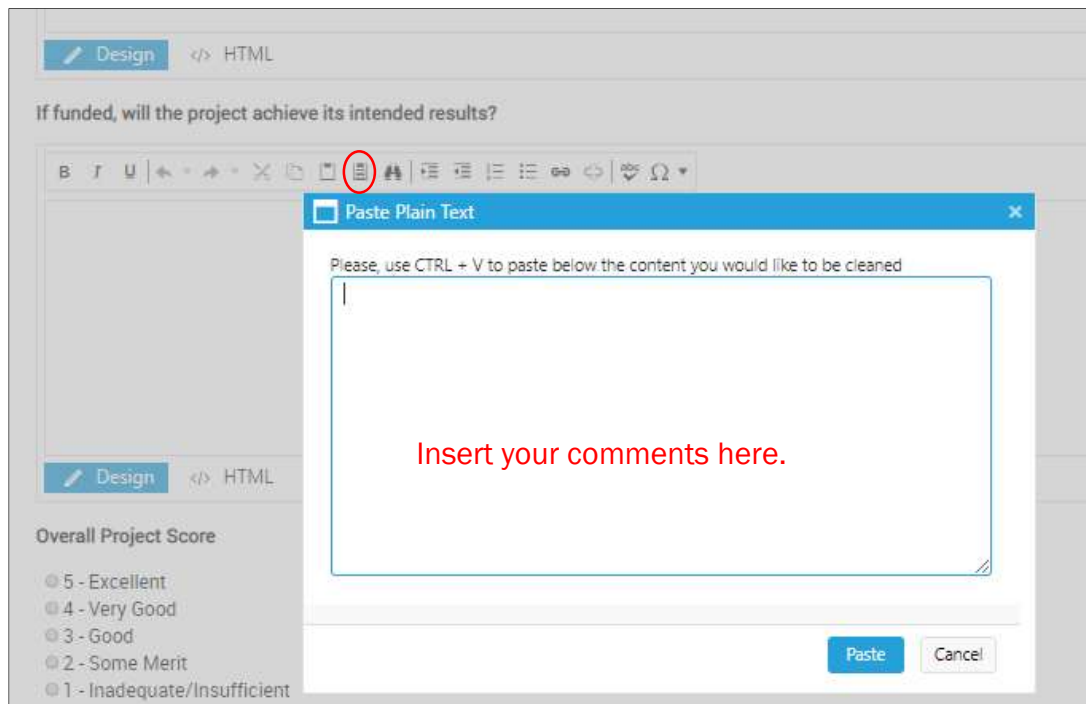 Design </> HTML
If funded, will the project achieve its intended results?
B I U abc Ω
Paste Plain Text ×
Please, use CTRL + V to paste below the content you would like to be cleaned
Insert your comments here.
Design </> HTML
Overall Project Score
5 - Excellent
4 - Very Good
3 - Good
2 - Some Merit
1 - Inadequate/Insufficient
Paste Cancel